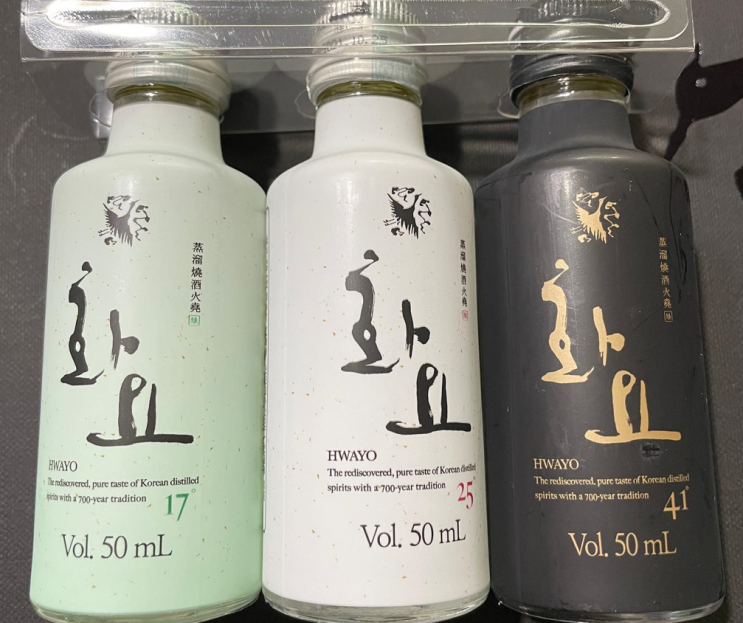 蒸溜燒酒火堯
화요
HWAYO
The rediscovered, pure taste of Korean distilled
spirits with a 700-year tradition
17°
Vol. 50 mL
蒸溜燒酒火堯
화요
HWAYO
The rediscovered, pure taste of Korean distilled
spirits with a 700-year tradition
25°
Vol. 50 mL
蒸溜燒酒火堯
화요
HWAYO
The rediscovered, pure taste of Korean distilled
spirits with a 700-year tradition
41°
Vol. 50 mL